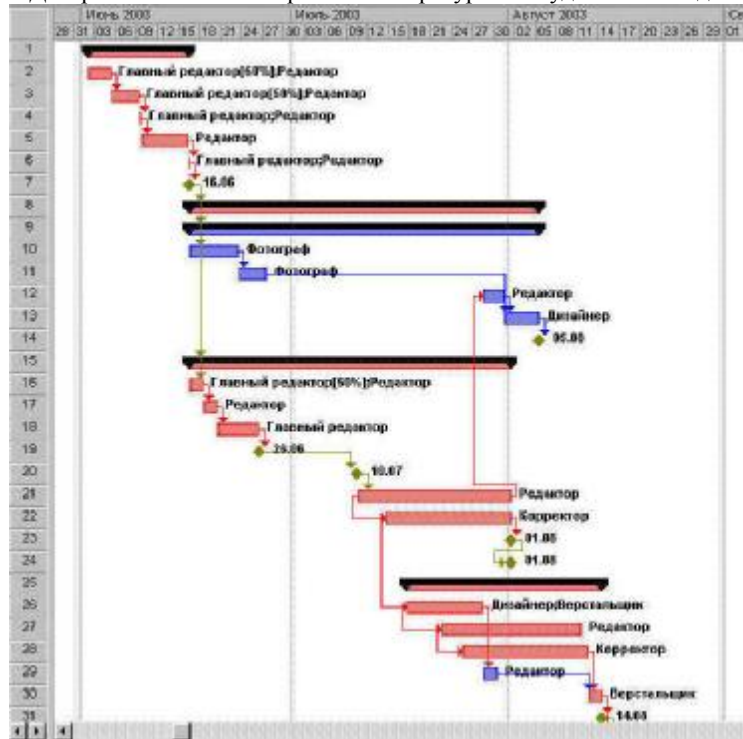 Июнь 2003 Июль 2003 Август 2003 Се
28 31 03 06 09 12 15 18 21 24 27 30 03 06 09 12 15 18 21 24 27 30 02 05 08 11 14 17 20 23 26 29 01
1
2 Главный редактор[50%];Редактор
3 Главный редактор[50%];Редактор
4 Главный редактор;Редактор
5 Редактор
6 Главный редактор;Редактор
7 16.06
8
9
10 Фотограф
11 Фотограф
12 Редактор
13 Дизайнер
14 05.08
15
16 Главный редактор[50%];Редактор
17 Редактор
18 Главный редактор
19 26.06
20 10.07
21 Редактор
22 Корректор
23 01.08
24 01.08
25
26 Дизайнер;Верстальщик
27 Редактор
28 Корректор
29 Редактор
30 Верстальщик
31 14.08